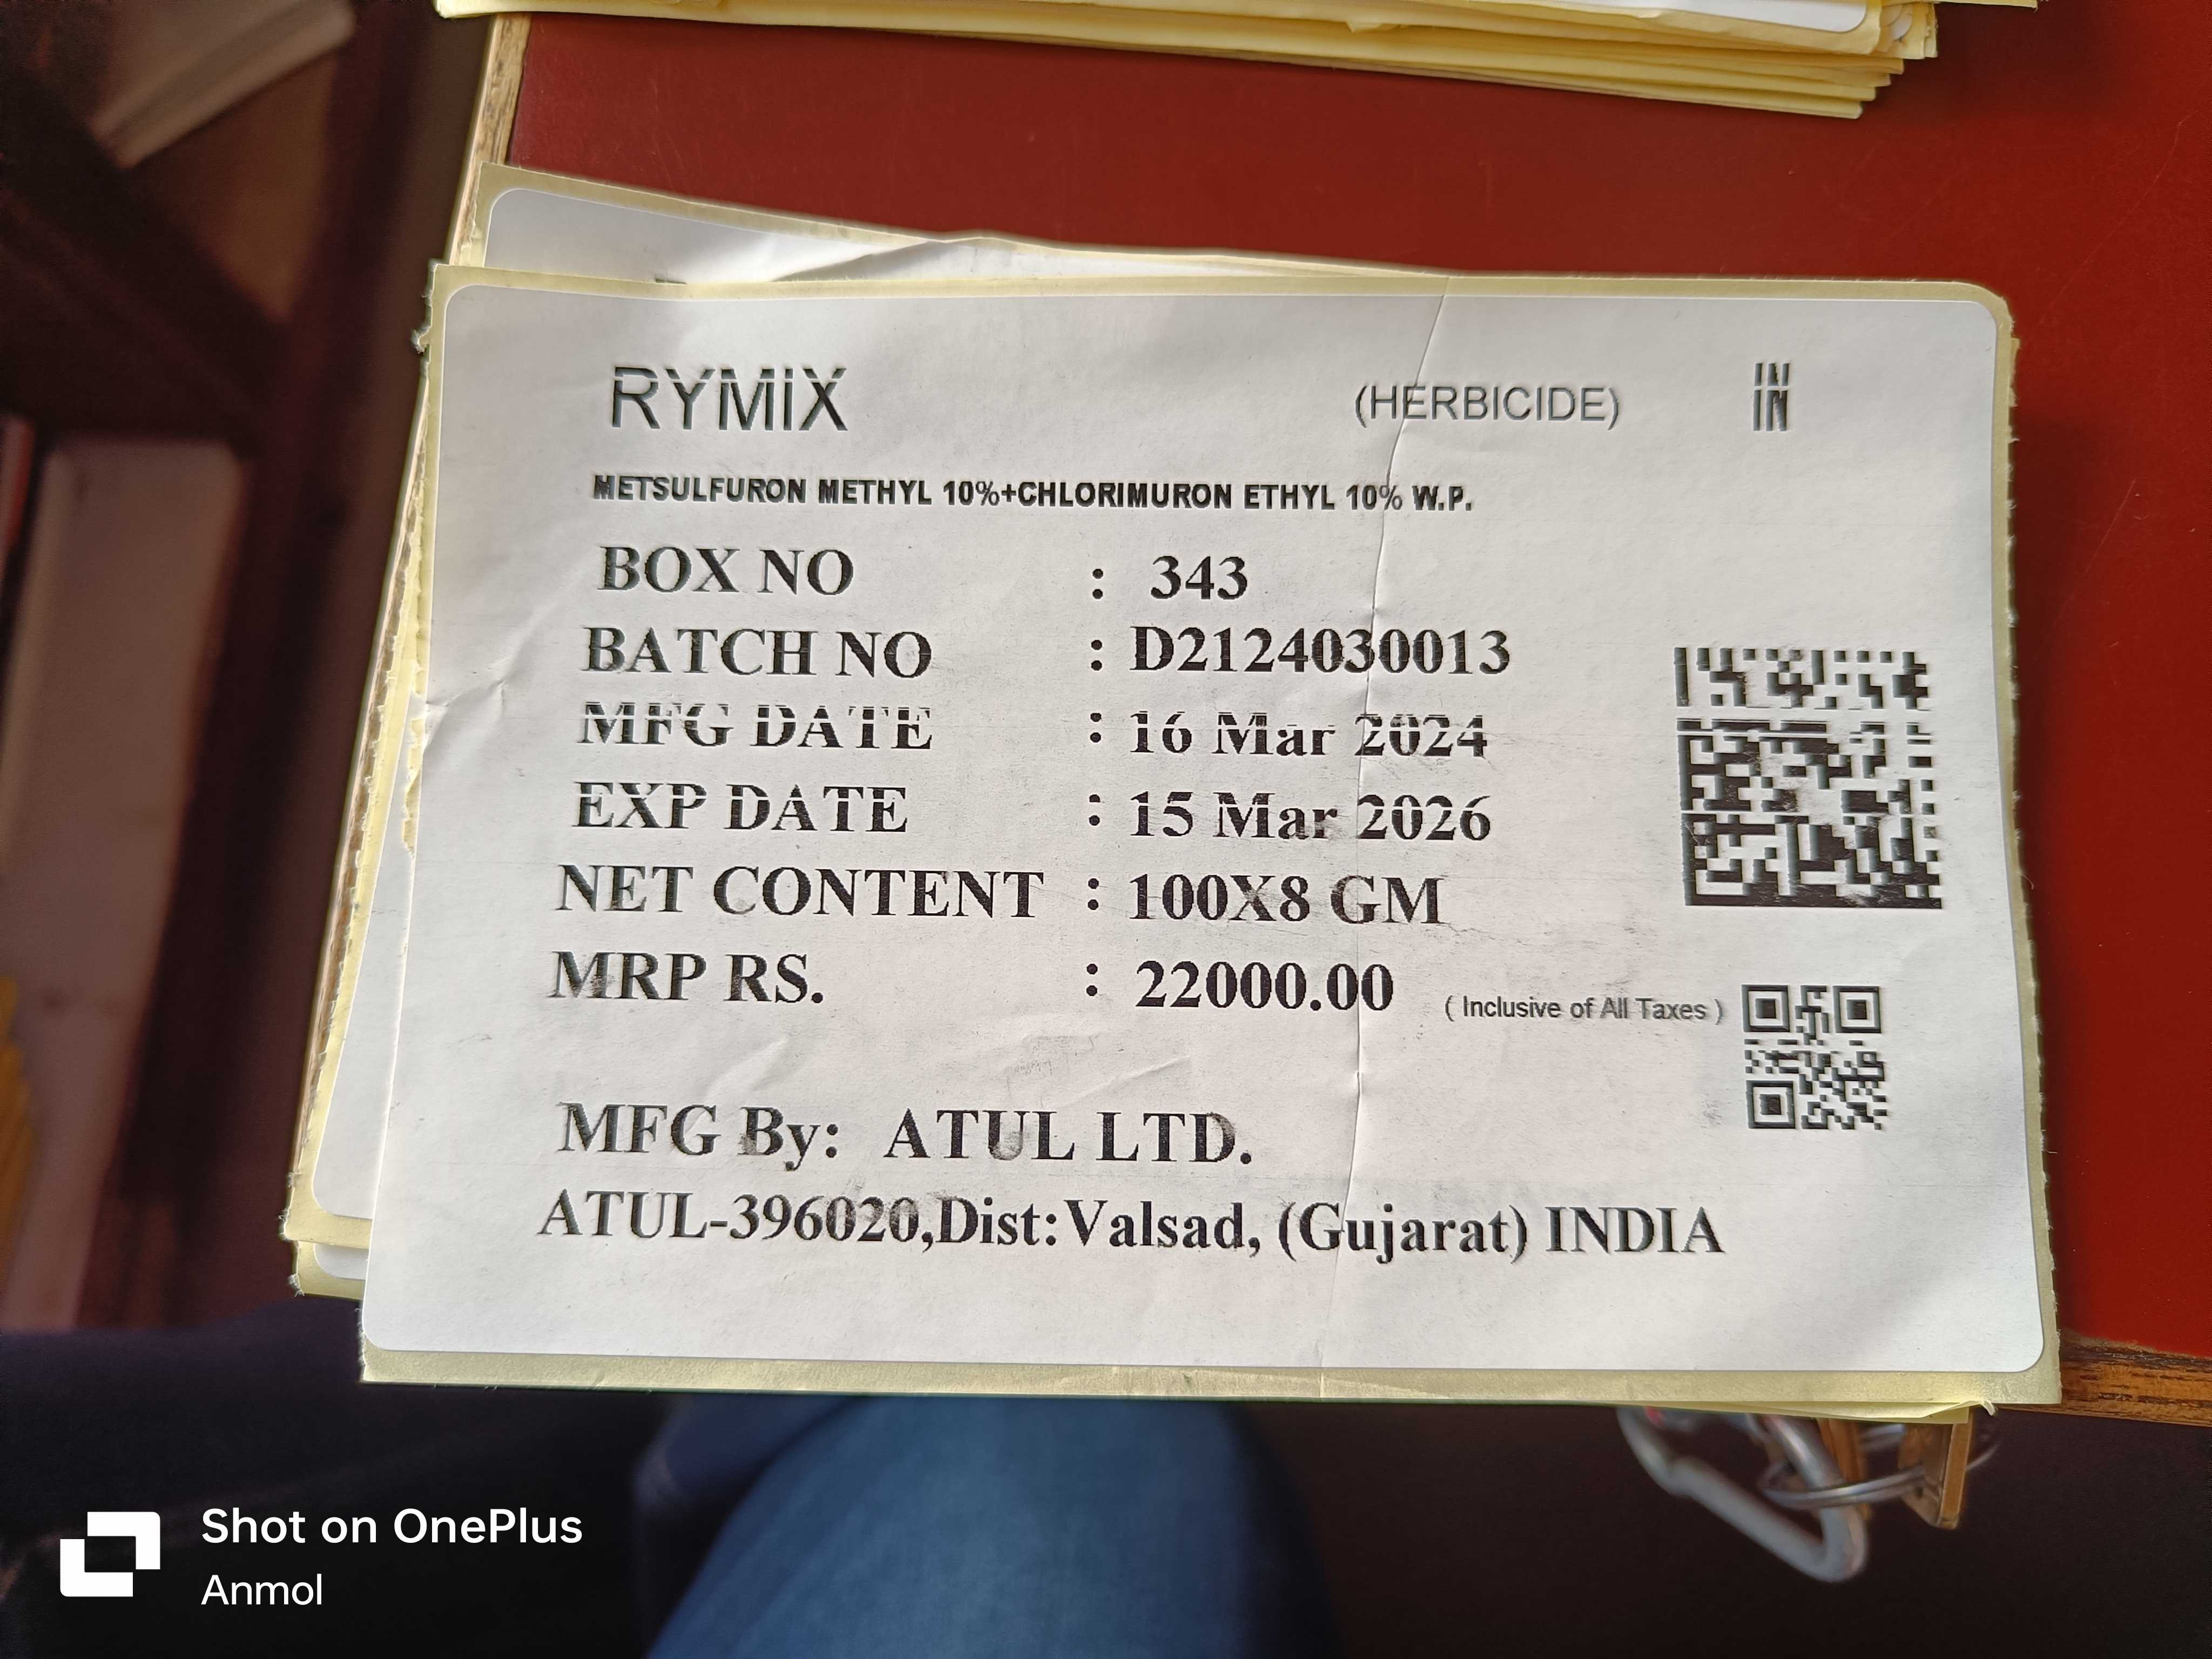 RYMIX (HERBICIDE) IN
IN
METSULFURON METHYL 10%+CHLORIMURON ETHYL 10% W.P.
BOX NO : 343
BATCH NO : D2124030013
MFG DATE : 16 Mar 2024
EXP DATE : 15 Mar 2026
NET CONTENT : 100X8 GM
MRP RS. : 22000.00 ( Inclusive of All Taxes )
MFG By: ATUL LTD.
ATUL-396020,Dist:Valsad, (Gujarat) INDIA
Shot on OnePlus
Anmol